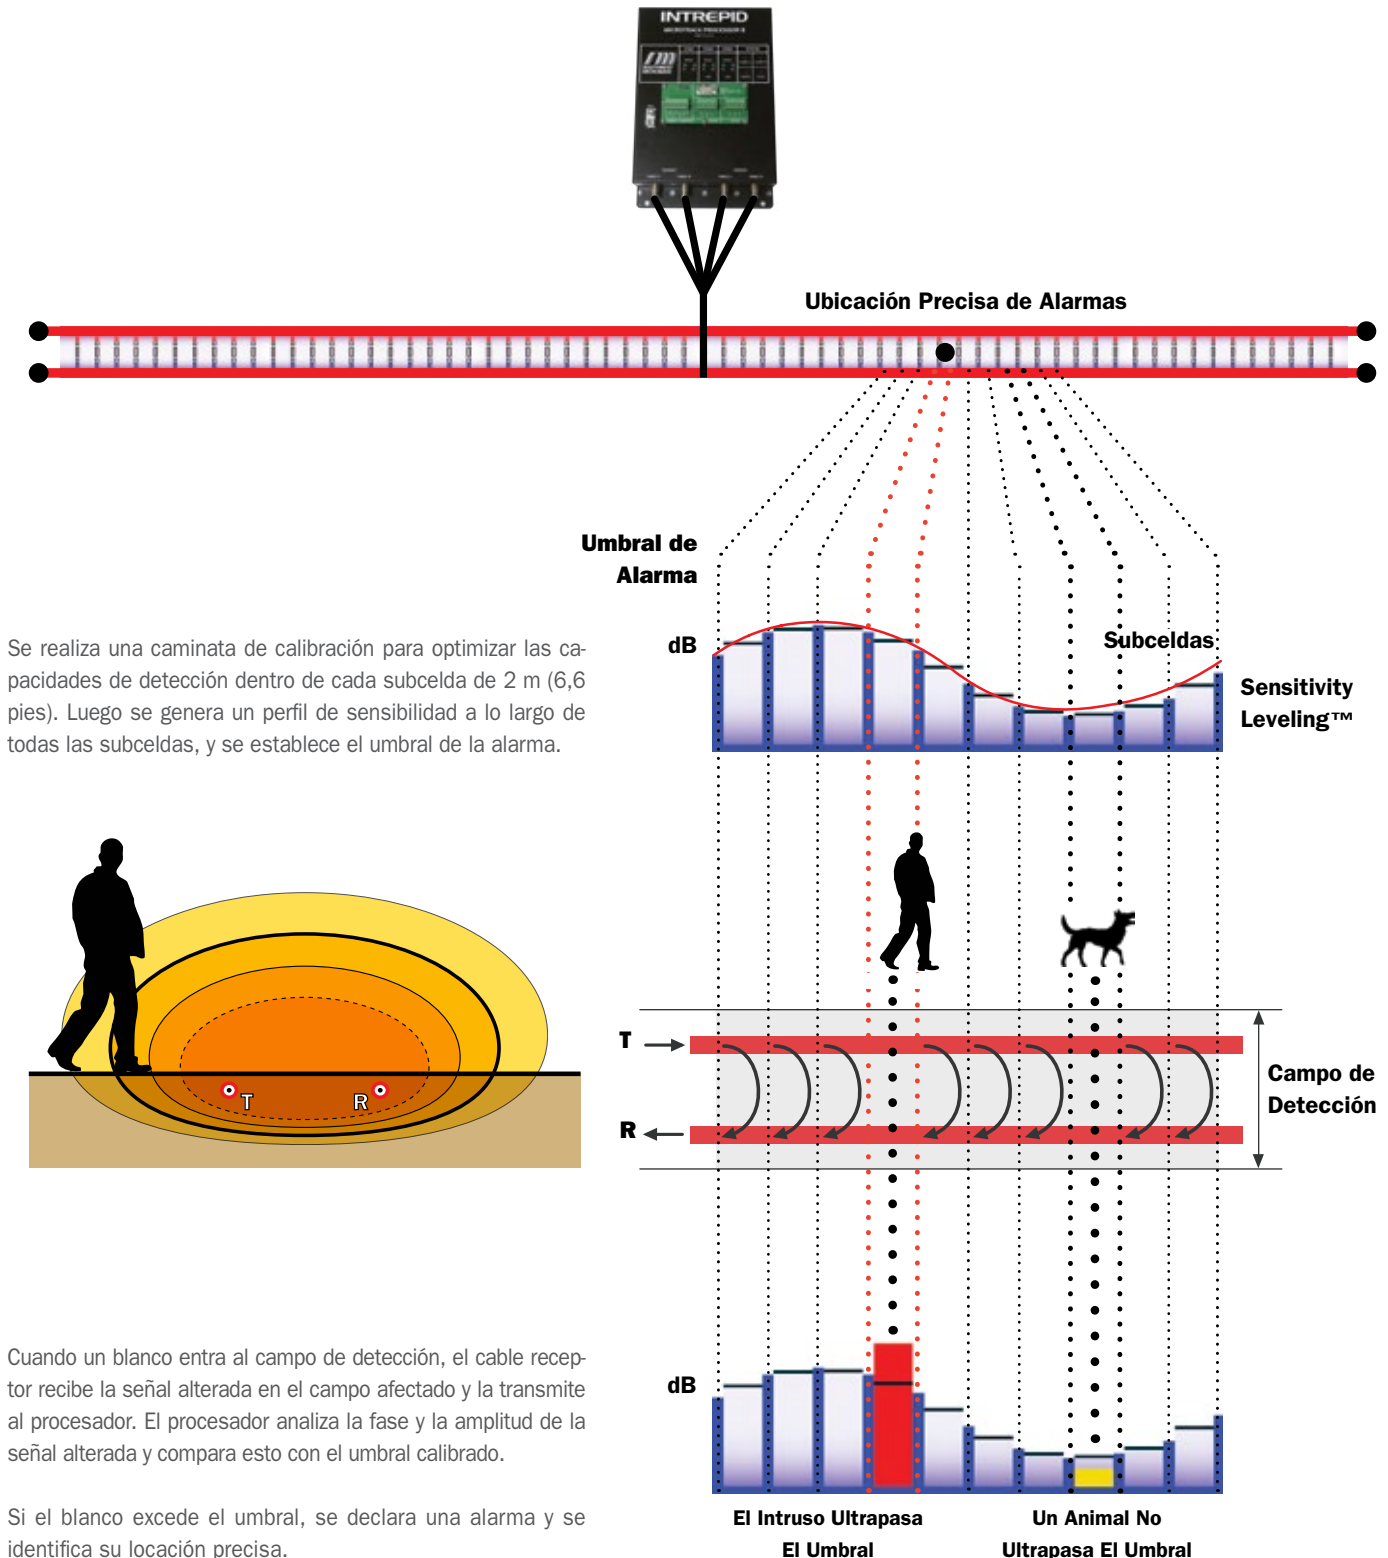 INTREPID
MICROTRACK PROCESSOR II
Ubicación Precisa de Alarmas
Umbral de
Alarma
dB
Subceldas
Sensitivity
Leveling™
Se realiza una caminata de calibración para optimizar las ca-
pacidades de detección dentro de cada subcelda de 2 m (6,6
pies). Luego se genera un perfil de sensibilidad a lo largo de
todas las subceldas, y se establece el umbral de la alarma.
T
R
T
R
Campo de
Detección
Cuando un blanco entra al campo de detección, el cable recep-
tor recibe la señal alterada en el campo afectado y la transmite
al procesador. El procesador analiza la fase y la amplitud de la
señal alterada y compara esto con el umbral calibrado.
Si el blanco excede el umbral, se declara una alarma y se
identifica su locación precisa.
dB
El Intruso Ultrapasa
El Umbral
Un Animal No
Ultrapasa El Umbral